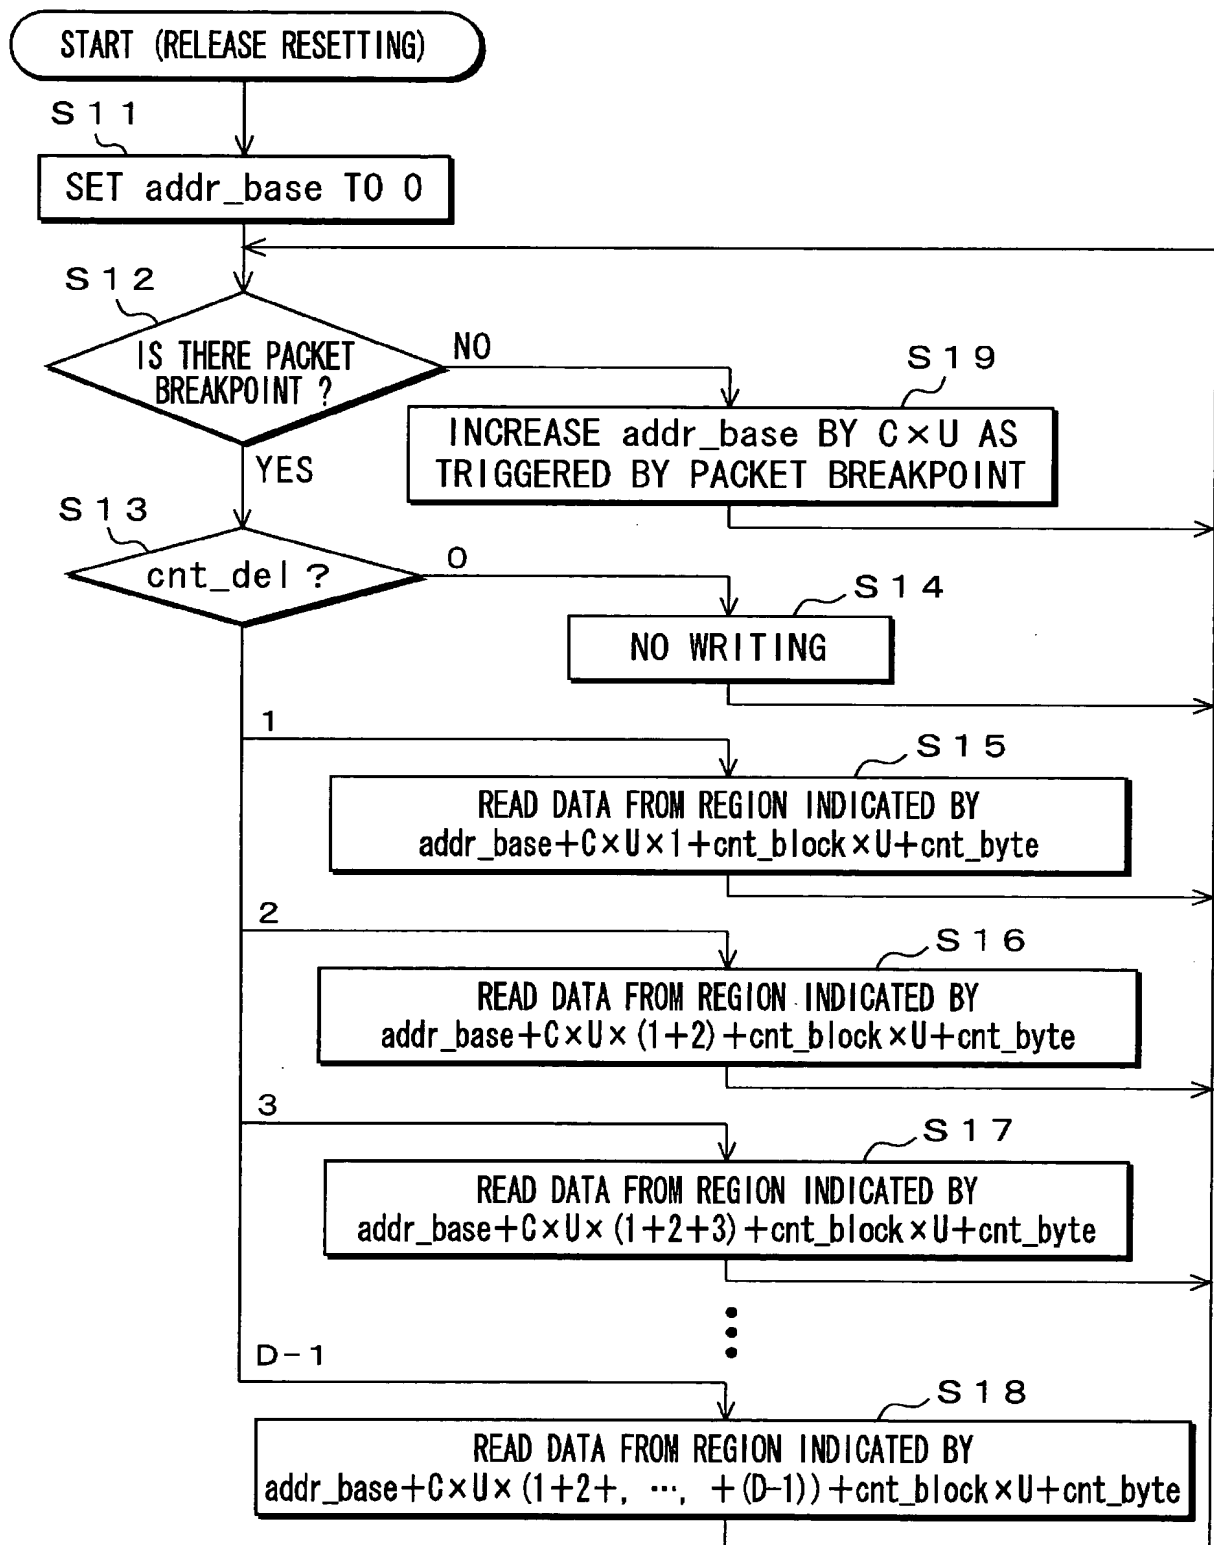 START (RELEASE RESETTING)
S11
SET addr_base TO 0
S12
IS THERE PACKET
BREAKPOINT ?
NO
S19
INCREASE addr_base BY C×U AS
TRIGGERED BY PACKET BREAKPOINT
YES
S13
cnt_del ?
0
S14
NO WRITING
1
S15
READ DATA FROM REGION INDICATED BY
addr_base+C×U×1+cnt_block×U+cnt_byte
2
S16
READ DATA FROM REGION INDICATED BY
addr_base+C×U×(1+2)+cnt_block×U+cnt_byte
3
S17
READ DATA FROM REGION INDICATED BY
addr_base+C×U×(1+2+3)+cnt_block×U+cnt_byte
D-1
S18
READ DATA FROM REGION INDICATED BY
addr_base+C×U×(1+2+, ···, +(D-1))+cnt_block×U+cnt_byte